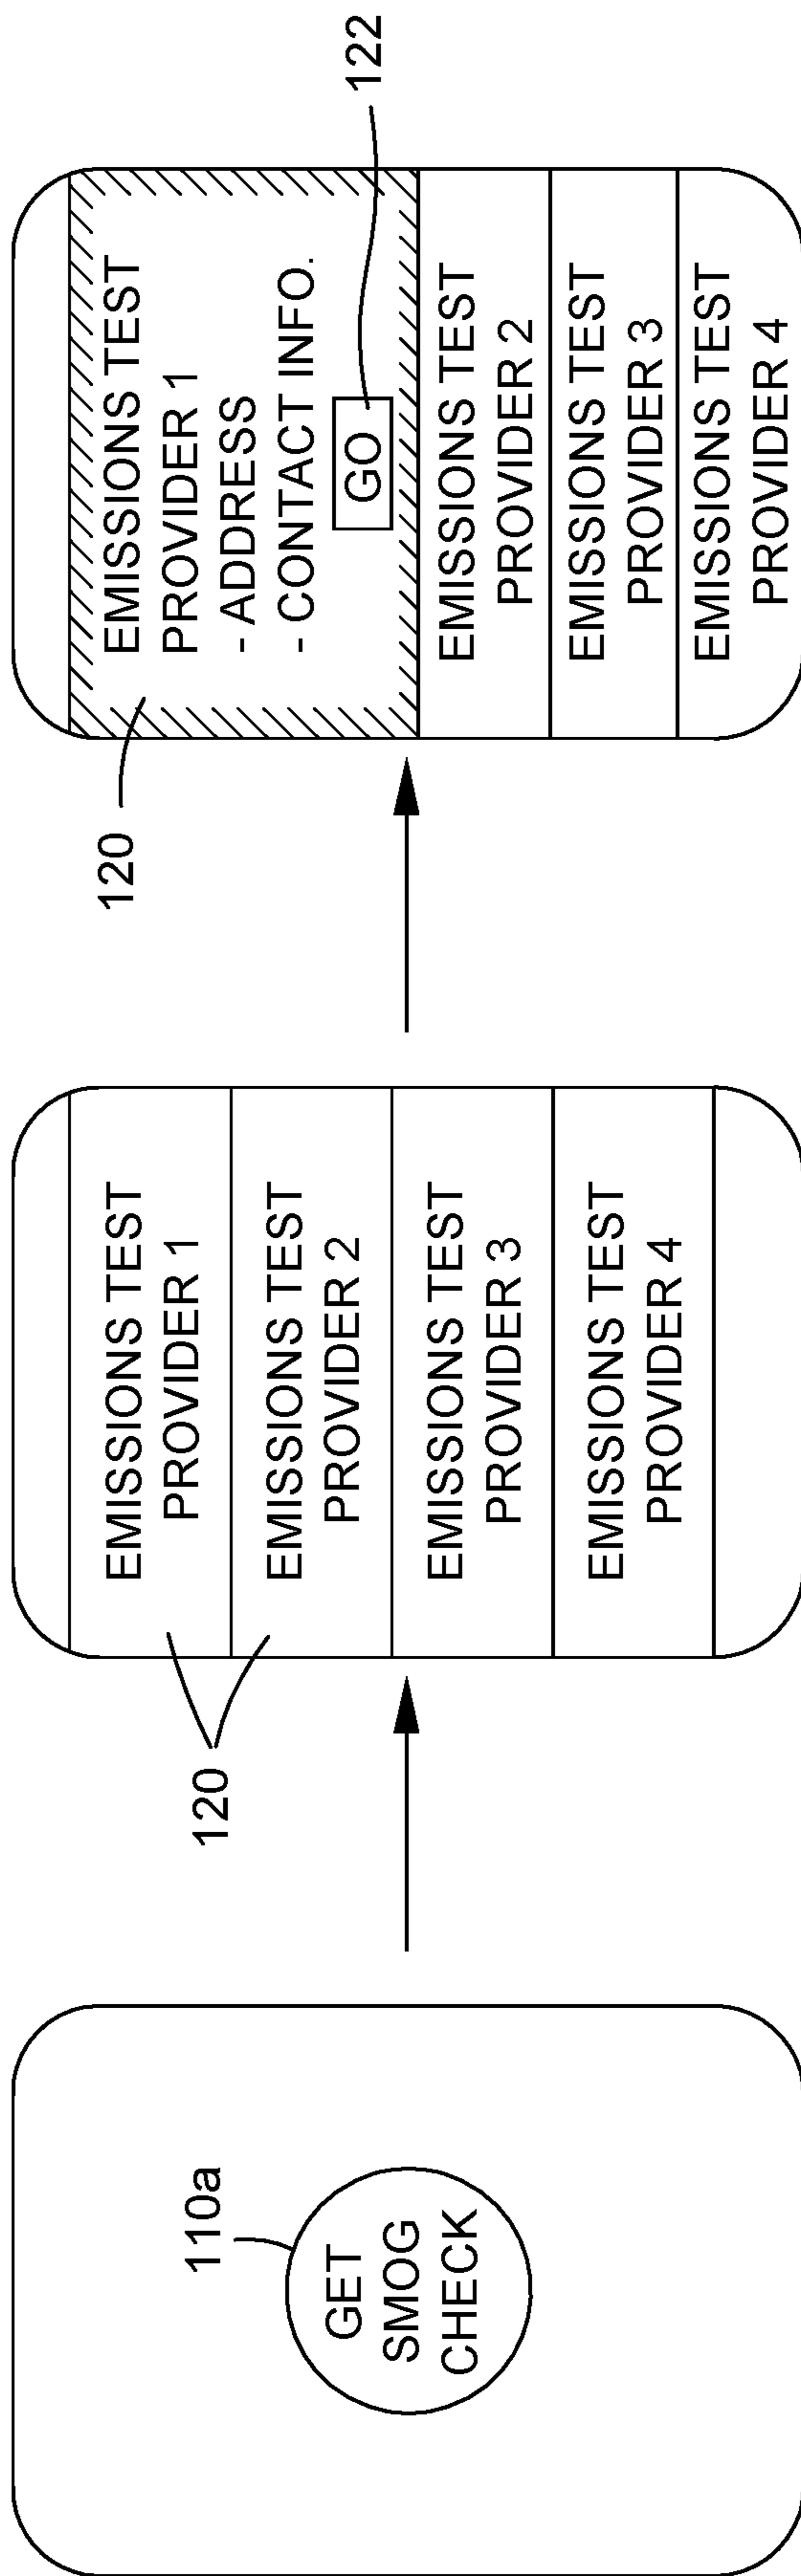 110a
GET
SMOG
CHECK
120
EMISSIONS TEST
PROVIDER 1
EMISSIONS TEST
PROVIDER 2
EMISSIONS TEST
PROVIDER 3
EMISSIONS TEST
PROVIDER 4
120
EMISSIONS TEST
PROVIDER 1
- ADDRESS
- CONTACT INFO.
GO
122
EMISSIONS TEST
PROVIDER 2
EMISSIONS TEST
PROVIDER 3
EMISSIONS TEST
PROVIDER 4